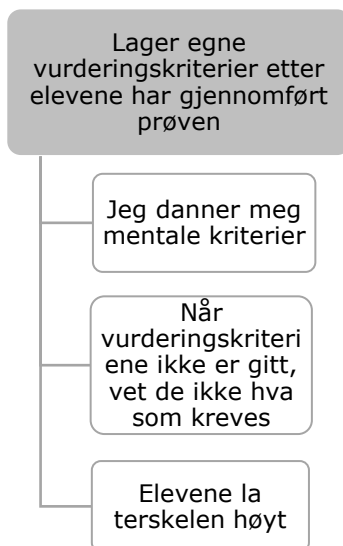 Lager egne
vurderingskriterier etter
elevene har gjennomført
prøven
Jeg danner meg
mentale kriterier
Når
vurderingskriteri
ene ikke er gitt,
vet de ikke hva
som kreves
Elevene la
terskelen høyt